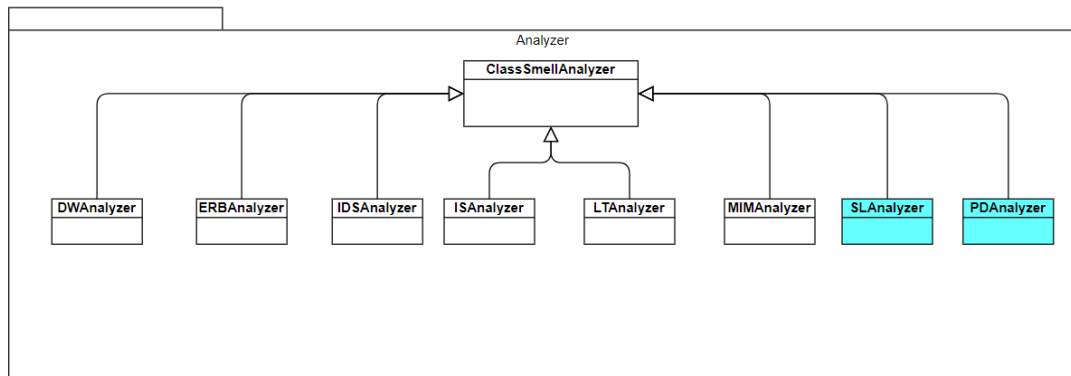 Analyzer
ClassSmellAnalyzer
DWAnalyzer
ERBAnalyzer
IDSAnalyzer
ISAnalyzer
LTAnalyzer
MIMAnalyzer
SLAnalyzer
PDAnalyzer